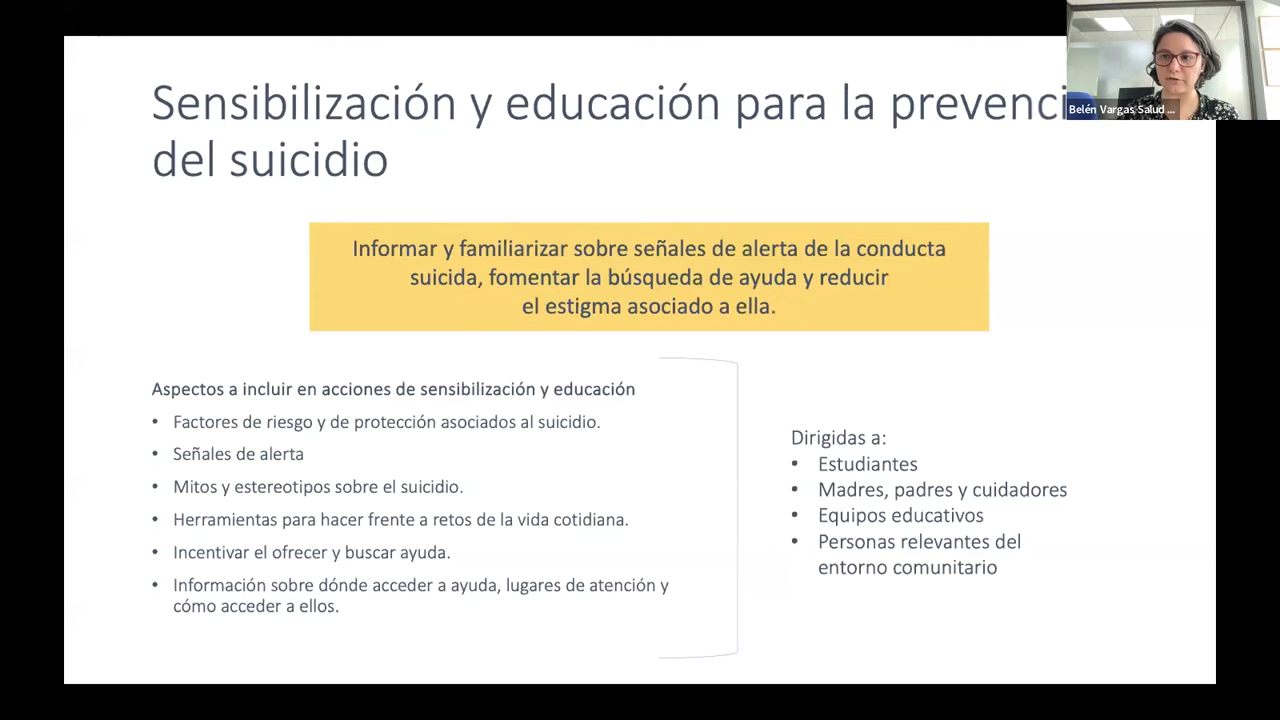 Sensibilización y educación para la prevenci
del suicidio
Belén Vargas Salud ...
Informar y familiarizar sobre señales de alerta de la conducta
suicida, fomentar la búsqueda de ayuda y reducir
el estigma asociado a ella.
Aspectos a incluir en acciones de sensibilización y educación
• Factores de riesgo y de protección asociados al suicidio.
• Señales de alerta
• Mitos y estereotipos sobre el suicidio.
• Herramientas para hacer frente a retos de la vida cotidiana.
• Incentivar el ofrecer y buscar ayuda.
• Información sobre dónde acceder a ayuda, lugares de atención y
cómo acceder a ellos.
Dirigidas a:
• Estudiantes
• Madres, padres y cuidadores
• Equipos educativos
• Personas relevantes del
entorno comunitario